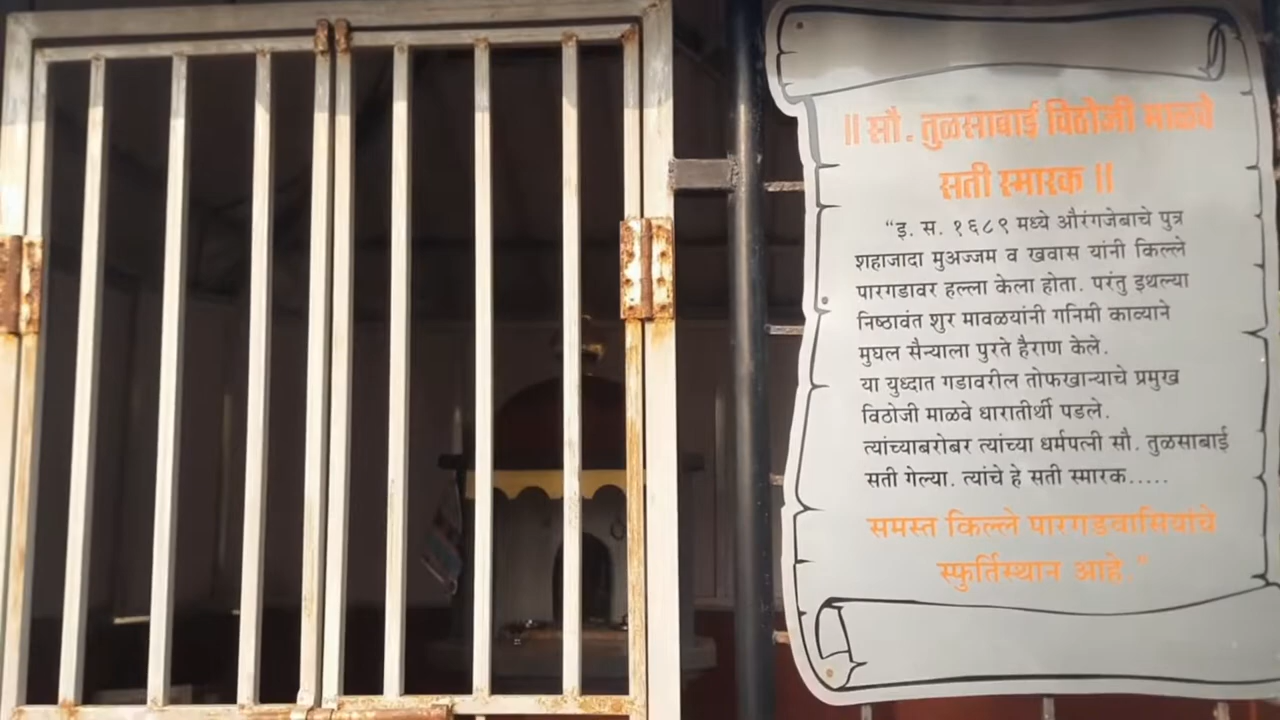 ॥ सौ. तुळसाबाई विठोजी माळवे
सती स्मारक ॥
"इ. स. १६८९ मध्ये औरंगजेबाचे पुत्र
शहाजादा मुअज्जम व खवास यांनी किल्ले
पारगडावर हल्ला केला होता. परंतु इथल्या
निष्ठावंत शुर मावळयांनी गनिमी काव्याने
मुघल सैन्याला पुरते हैराण केले.
या युध्दात गडावरील तोफखान्याचे प्रमुख
विठोजी माळवे धारातीर्थी पडले.
त्यांच्याबरोबर त्यांच्या धर्मपत्नी सौ. तुळसाबाई
सती गेल्या. त्यांचे हे सती स्मारक.....
समस्त किल्ले पारगडवासियांचे
स्फुर्तिस्थान आहे."